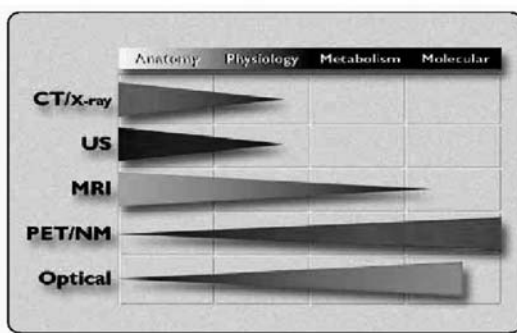 Anatomy Physiology Metabolism Molecular
CT/X-ray
US
MRI
PET/NM
Optical